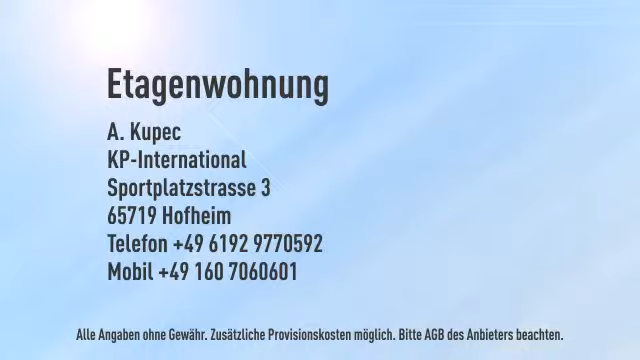 Etagenwohnung
A. Kupec
KP-International
Sportplatzstrasse 3
65719 Hofheim
Telefon +49 6192 9770592
Mobil +49 160 7060601
Alle Angaben ohne Gewähr. Zusätzliche Provisionskosten möglich. Bitte AGB des Anbieters beachten.